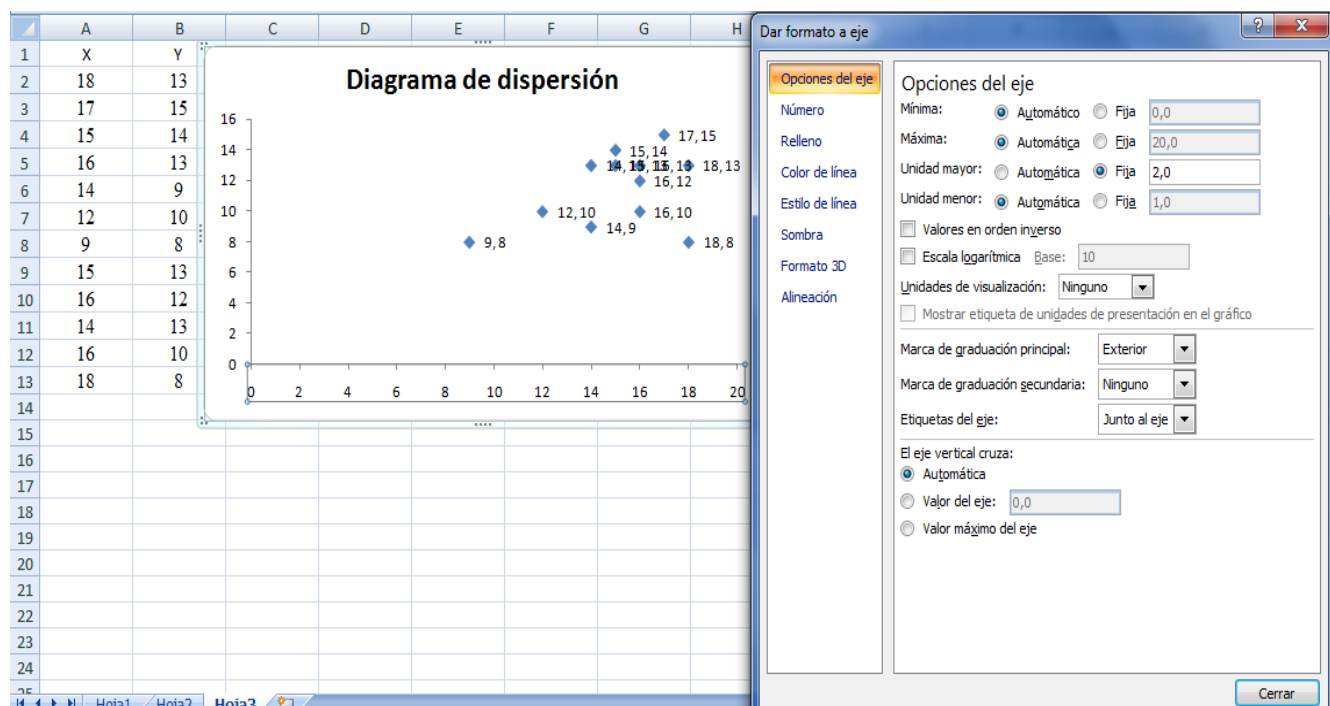 A B C D E F G H
1 X Y
2 18 13
3 17 15
4 15 14
5 16 13
6 14 9
7 12 10
8 9 8
9 15 13
10 16 12
11 14 13
12 16 10
13 18 8
14
15
16
17
18
19
20
21
22
23
24
25
Diagrama de dispersión
16
14
12
10
8
6
4
2
0
0 2 4 6 8 10 12 14 16 18 20
17, 15
15, 14
14, 13 15, 13 16, 13 18, 13
16, 12
12, 10 16, 10
14, 9
9, 8 18, 8
Hoja1 Hoja2 Hoja3
Dar formato a eje
Opciones del eje
Número
Relleno
Color de línea
Estilo de línea
Sombra
Formato 3D
Alineación
Opciones del eje
Mínima: Automático Fija 0,0
Máxima: Automática Fija 20,0
Unidad mayor: Automática Fija 2,0
Unidad menor: Automática Fija 1,0
Valores en orden inverso
Escala logarítmica Base: 10
Unidades de visualización: Ninguno
Mostrar etiqueta de unidades de presentación en el gráfico
Marca de graduación principal: Exterior
Marca de graduación secundaria: Ninguno
Etiquetas del eje: Junto al eje
El eje vertical cruza:
Automática
Valor del eje: 0,0
Valor máximo del eje
Cerrar